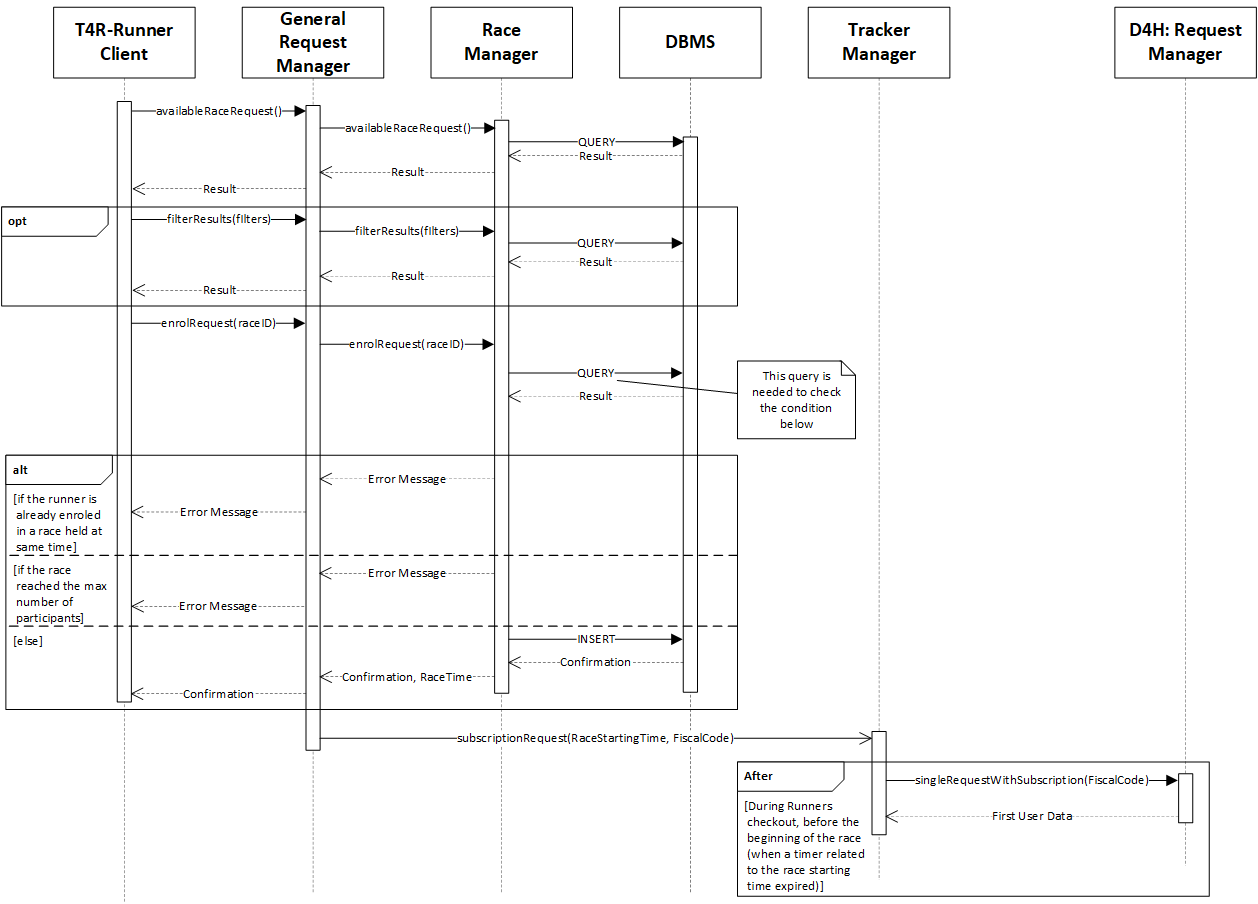 T4R-Runner
Client
General
Request
Manager
Race
Manager
DBMS
Tracker
Manager
D4H: Request
Manager
availableRaceRequest()
availableRaceRequest()
QUERY
Result
Result
Result
opt
filterResults(filters)
filterResults(filters)
QUERY
Result
Result
Result
enrolRequest(raceID)
enrolRequest(raceID)
QUERY
Result
This query is
needed to check
the condition
below
alt
[if the runner is
already enroled
in a race held at
same time]
Error Message
Error Message
[if the race
reached the max
number of
participants]
Error Message
Error Message
[else]
INSERT
Confirmation
Confirmation, RaceTime
Confirmation
subscriptionRequest(RaceStartingTime, FiscalCode)
After
[During Runners
checkout, before the
beginning of the race
(when a timer related
to the race starting
time expired)]
singleRequestWithSubscription(FiscalCode)
First User Data